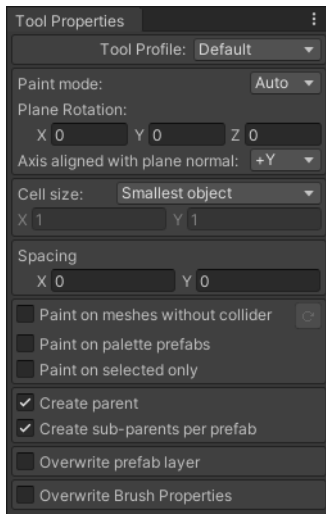 Tool Properties
Tool Profile: Default
Paint mode: Auto
Plane Rotation:
X 0 Y 0 Z 0
Axis aligned with plane normal: +Y
Cell size: Smallest object
X 1 Y 1
Spacing
X 0 Y 0
Paint on meshes without collider
Paint on palette prefabs
Paint on selected only
Create parent
Create sub-parents per prefab
Overwrite prefab layer
Overwrite Brush Properties